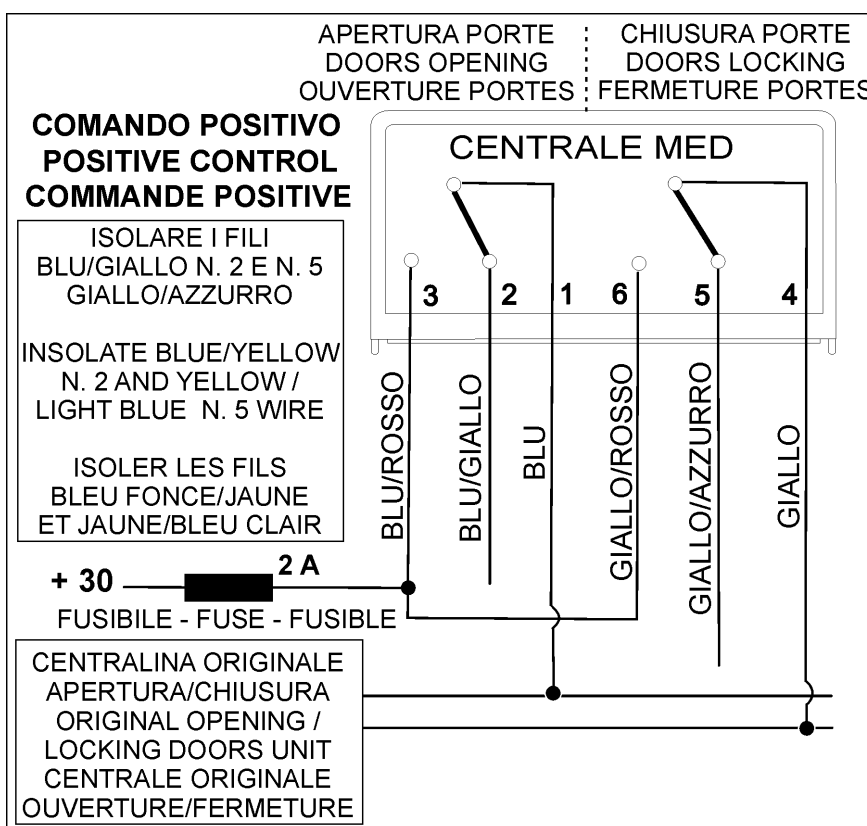 APERTURA PORTE
DOORS OPENING
OUVERTURE PORTES
CHIUSURA PORTE
DOORS LOCKING
FERMETURE PORTES
COMANDO POSITIVO
POSITIVE CONTROL
COMMANDE POSITIVE
CENTRALE MED
ISOLARE I FILI
BLU/GIALLO N. 2 E N. 5
GIALLO/AZZURRO
INSOLATE BLUE/YELLOW
N. 2 AND YELLOW /
LIGHT BLUE N. 5 WIRE
ISOLER LES FILS
BLEU FONCE/JAUNE
ET JAUNE/BLEU CLAIR
3 2 1 6 5 4
BLU/ROSSO
BLU/GIALLO
BLU
GIALLO/ROSSO
GIALLO/AZZURRO
GIALLO
+ 30
2 A
FUSIBILE - FUSE - FUSIBLE
CENTRALINA ORIGINALE
APERTURA/CHIUSURA
ORIGINAL OPENING /
LOCKING DOORS UNIT
CENTRALE ORIGINALE
OUVERTURE/FERMETURE